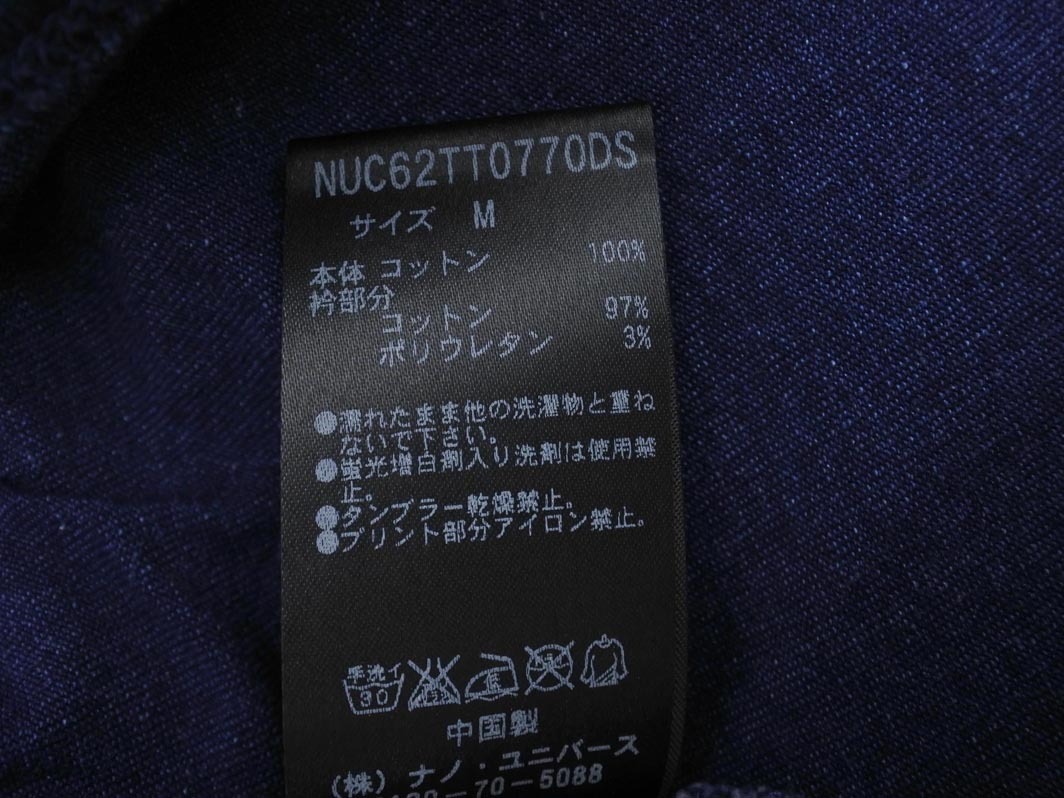 NUC62TT0770DS
サイズ M
本体 コットン 100%
衿部分
コットン 97%
ポリウレタン 3%
●濡れたまま他の洗濯物と重ね
ないで下さい。
●蛍光増白剤入り洗剤は使用禁
止。
●タンブラー乾燥禁止。
●プリント部分アイロン禁止。
手洗イ
30
中国製
(株) ナノ・ユニバース
-70-5088